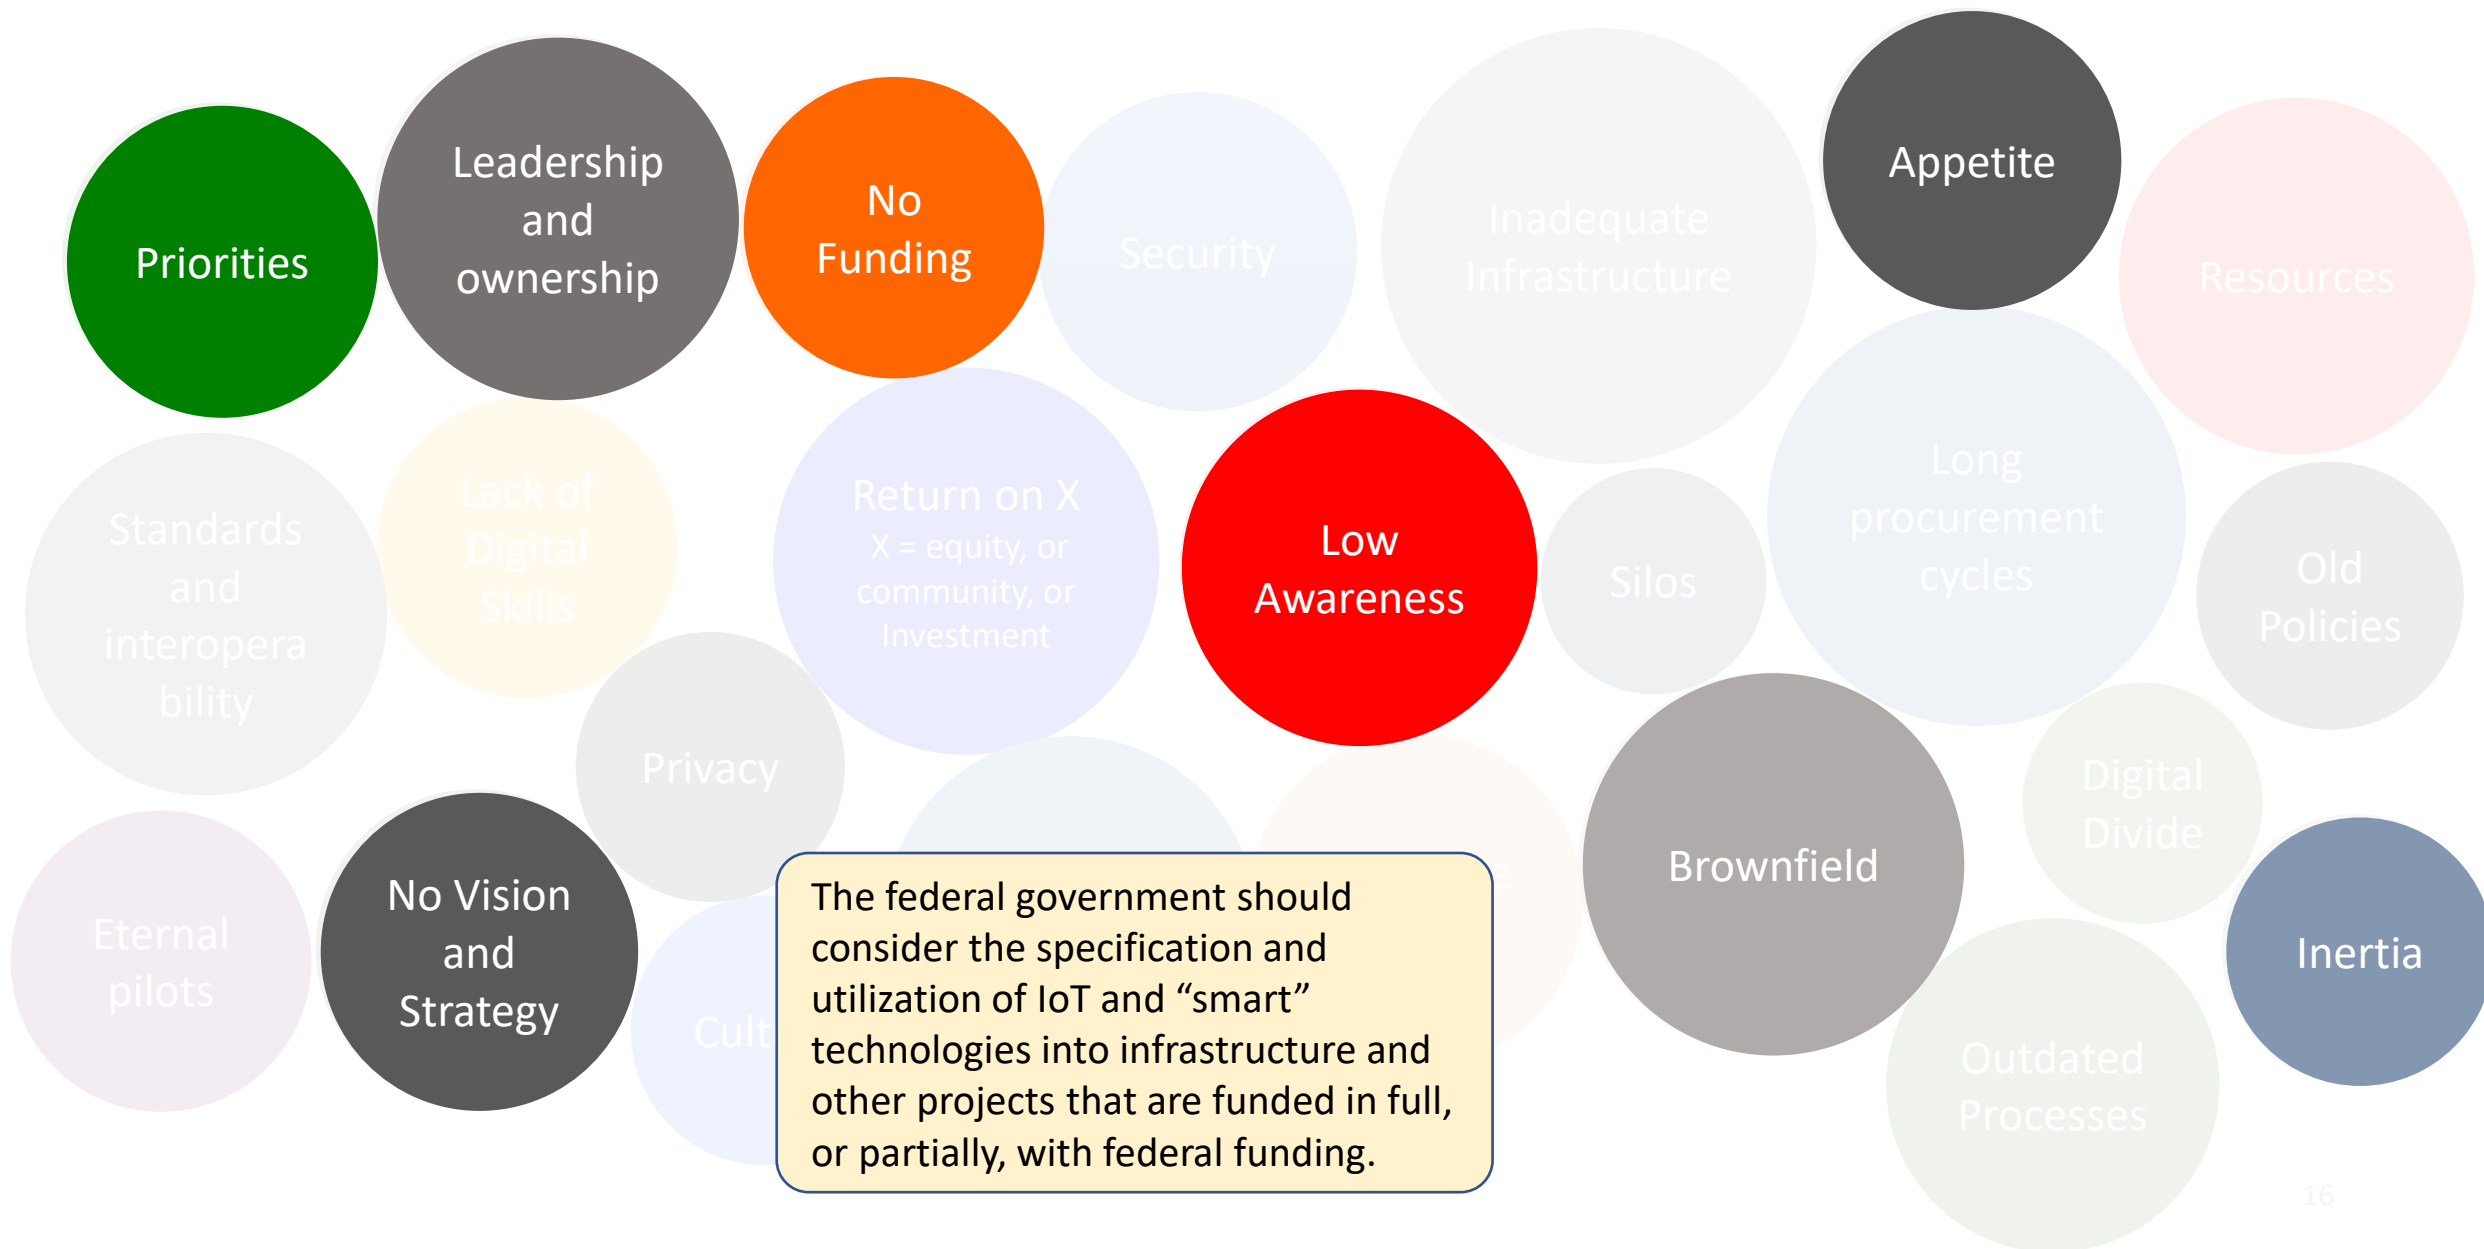 Priorities
Leadership
and
ownership
No
Funding
Security
Inadequate
Infrastructure
Appetite
Resources
Standards
and
interopera
bility
Lack of
Digital
Skills
Return on X
X = equity, or
community, or
Investment
Low
Awareness
Silos
Long
procurement
cycles
Old
Policies
Privacy
Brownfield
Digital
Divide
Eternal
pilots
No Vision
and
Strategy
Cult
The federal government should
consider the specification and
utilization of IoT and “smart”
technologies into infrastructure and
other projects that are funded in full,
or partially, with federal funding.
Outdated
Processes
Inertia
16